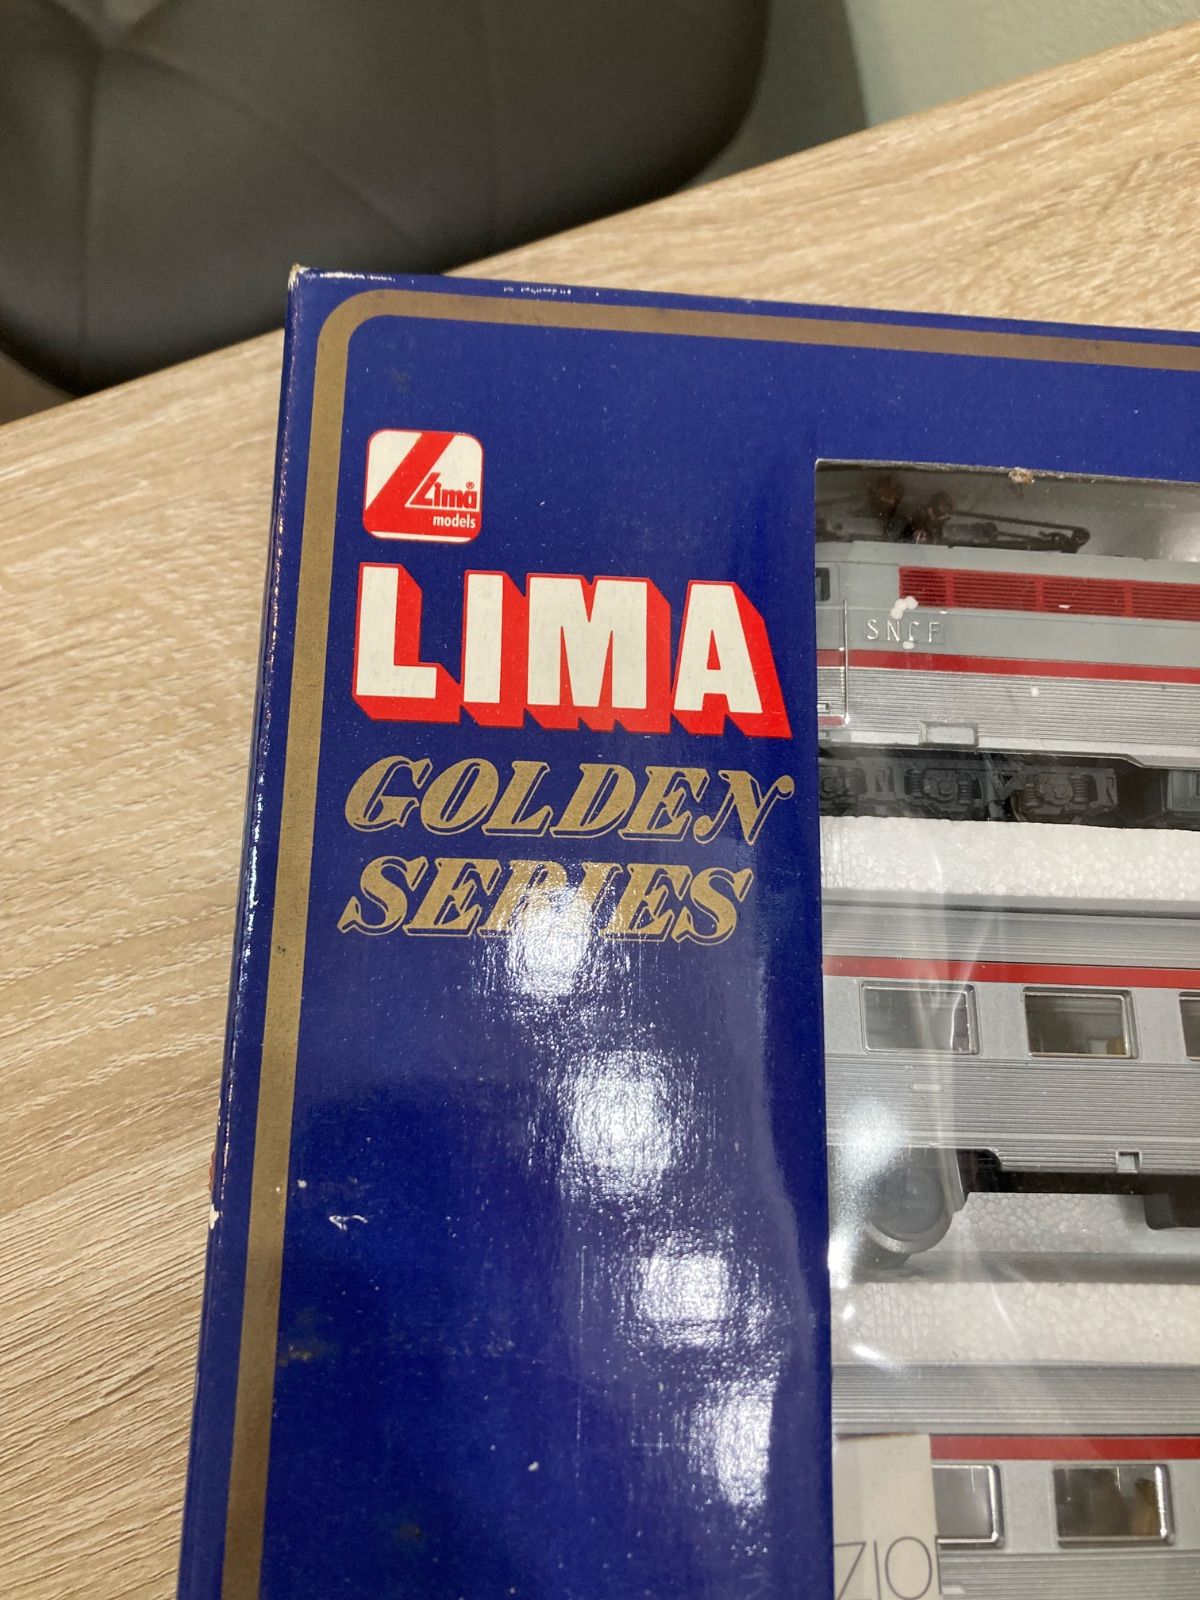 Lima®
models
LIMA
GOLDEN
SERIES
SNCF